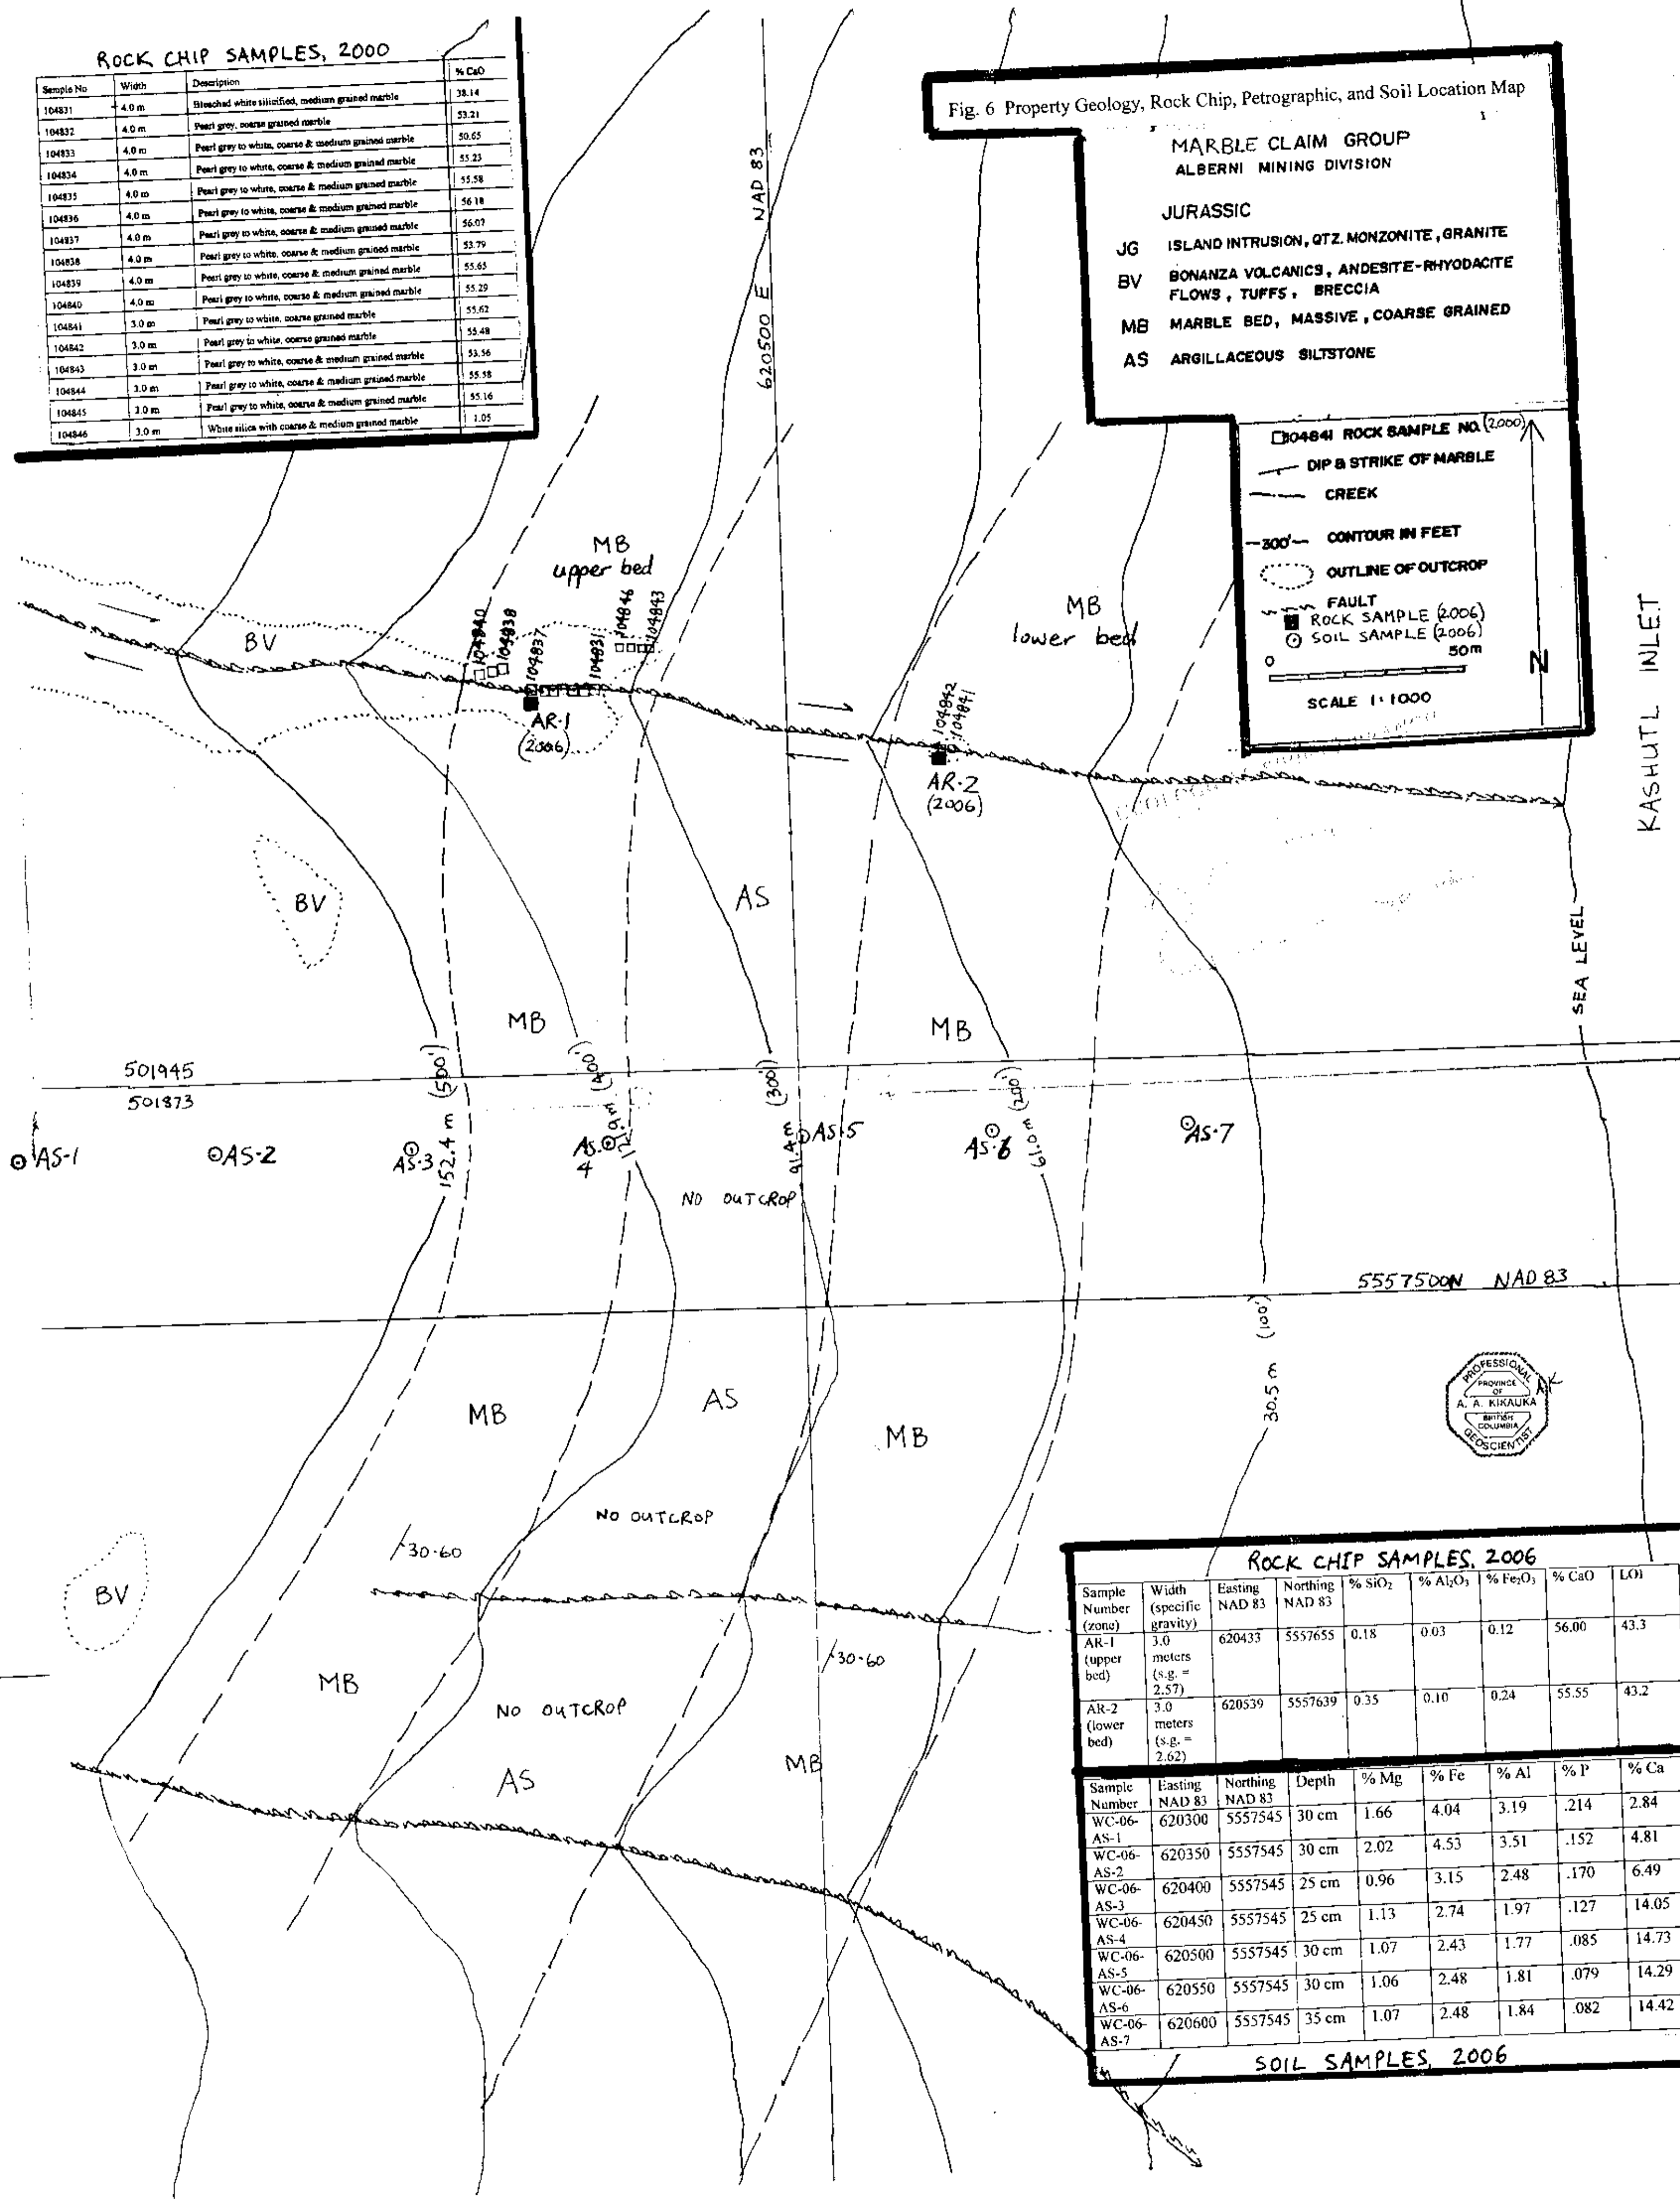 ROCK CHIP SAMPLES, 2000
Sample No Width Description % CaO
104831 4.0 m Bleached white silicified, medium grained marble 38.14
104832 4.0 m Pearl grey, coarse grained marble 53.21
104833 4.0 m Pearl grey to white, coarse & medium grained marble 50.65
104834 4.0 m Pearl grey to white, coarse & medium grained marble 55.23
104835 4.0 m Pearl grey to white, coarse & medium grained marble 55.58
104836 4.0 m Pearl grey to white, coarse & medium grained marble 56.18
104837 4.0 m Pearl grey to white, coarse & medium grained marble 56.07
104838 4.0 m Pearl grey to white, coarse & medium grained marble 53.79
104839 4.0 m Pearl grey to white, coarse & medium grained marble 55.65
104840 4.0 m Pearl grey to white, coarse & medium grained marble 55.29
104841 3.0 m Pearl grey to white, coarse grained marble 55.62
104842 3.0 m Pearl grey to white, coarse grained marble 55.48
104843 3.0 m Pearl grey to white, coarse & medium grained marble 53.56
104844 3.0 m Pearl grey to white, coarse & medium grained marble 55.58
104845 3.0 m Pearl grey to white, coarse & medium grained marble 55.16
104846 3.0 m White silica with coarse & medium grained marble 1.05
Fig. 6 Property Geology, Rock Chip, Petrographic, and Soil Location Map
MARBLE CLAIM GROUP
ALBERNI MINING DIVISION
JURASSIC
JG ISLAND INTRUSION, QTZ. MONZONITE, GRANITE
BV BONANZA VOLCANICS, ANDESITE-RHYODACITE
FLOWS, TUFFS, BRECCIA
MB MARBLE BED, MASSIVE, COARSE GRAINED
AS ARGILLACEOUS SILTSTONE
104841 ROCK SAMPLE NO. (2000)
DIP & STRIKE OF MARBLE
CREEK
300' CONTOUR IN FEET
OUTLINE OF OUTCROP
FAULT
ROCK SAMPLE (2006)
SOIL SAMPLE (2006)
0 50m
SCALE 1:1000
N
620500 E NAD 83
KASHUTL INLET
MB
upper bed
MB
lower bed
BV
104840
104838
104837
104831
104846
104843
AR-1
(2006)
104842
104841
AR-2
(2006)
BV
AS
MB
MB
SEA LEVEL
501945
501873
152.4 m (500')
121.9 m (400')
91.4 m (300')
61.0 m (200')
30.5 m (100')
AS-1
AS-2
AS-3
AS-4
AS-5
AS-6
AS-7
NO OUTCROP
5557500N NAD 83
MB
AS
MB
PROFESSIONAL
PROVINCE
OF
A. A. KIKAUKA
BRITISH
COLUMBIA
GEOSCIENTIST
AK
NO OUTCROP
30-60
BV
30-60
MB
NO OUTCROP
AS
MB
ROCK CHIP SAMPLES, 2006
Sample Number (zone) Width (specific gravity) Easting NAD 83 Northing NAD 83 % SiO2 % Al2O3 % Fe2O3 % CaO LOI
AR-1 (upper bed) 3.0 meters (s.g. = 2.57) 620433 5557655 0.18 0.03 0.12 56.00 43.3
AR-2 (lower bed) 3.0 meters (s.g. = 2.62) 620539 5557639 0.35 0.10 0.24 55.55 43.2
Sample Number Easting NAD 83 Northing NAD 83 Depth % Mg % Fe % Al % P % Ca
WC-06-AS-1 620300 5557545 30 cm 1.66 4.04 3.19 .214 2.84
WC-06-AS-2 620350 5557545 30 cm 2.02 4.53 3.51 .152 4.81
WC-06-AS-3 620400 5557545 25 cm 0.96 3.15 2.48 .170 6.49
WC-06-AS-4 620450 5557545 25 cm 1.13 2.74 1.97 .127 14.05
WC-06-AS-5 620500 5557545 30 cm 1.07 2.43 1.77 .085 14.73
WC-06-AS-6 620550 5557545 30 cm 1.06 2.48 1.81 .079 14.29
WC-06-AS-7 620600 5557545 35 cm 1.07 2.48 1.84 .082 14.42
SOIL SAMPLES, 2006